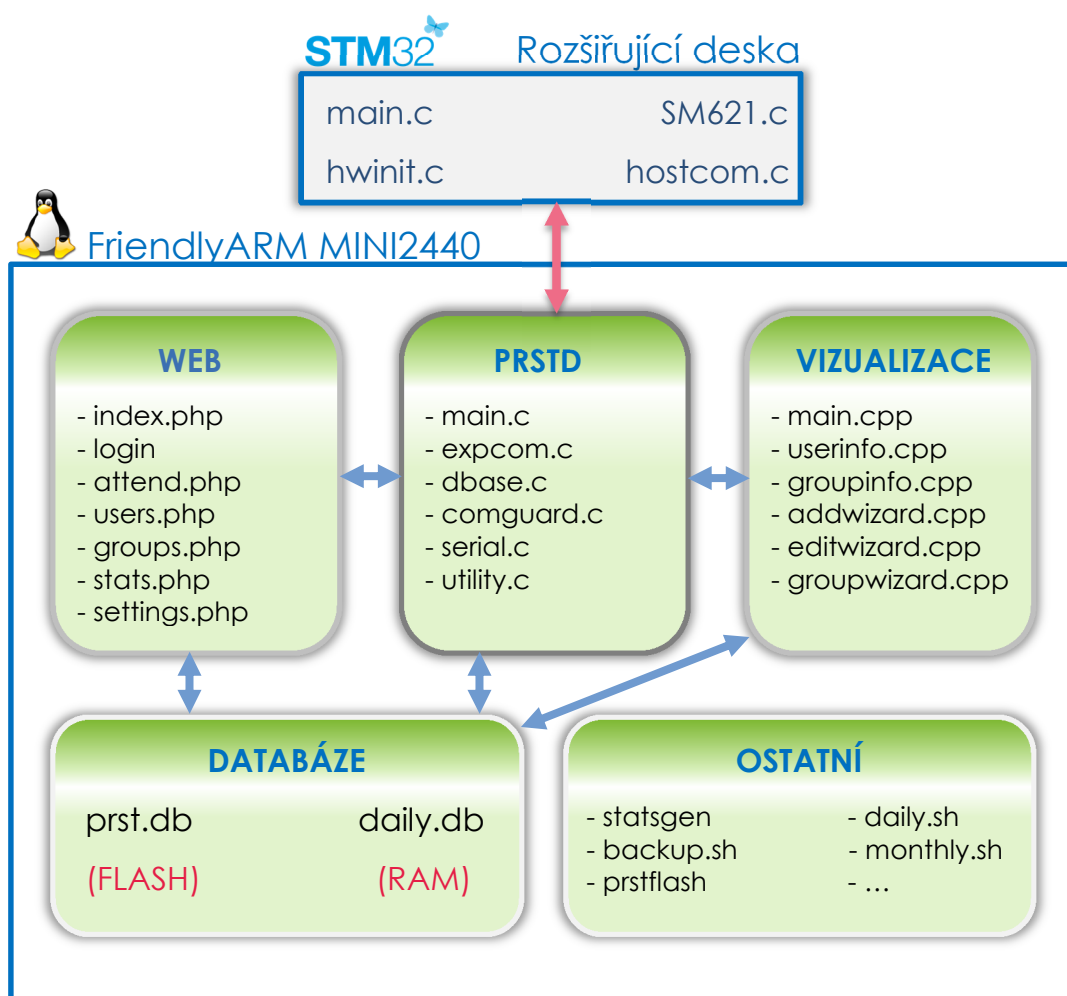 STM32 Rozšiřující deska
main.c SM621.c
hwinit.c hostcom.c
FriendlyARM MINI2440
WEB
- index.php
- login
- attend.php
- users.php
- groups.php
- stats.php
- settings.php
PRSTD
- main.c
- expcom.c
- dbase.c
- comguard.c
- serial.c
- utility.c
VIZUALIZACE
- main.cpp
- userinfo.cpp
- groupinfo.cpp
- addwizard.cpp
- editwizard.cpp
- groupwizard.cpp
DATABÁZE
prst.db daily.db
(FLASH) (RAM)
OSTATNÍ
- statsgen - daily.sh
- backup.sh - monthly.sh
- prstflash - ...